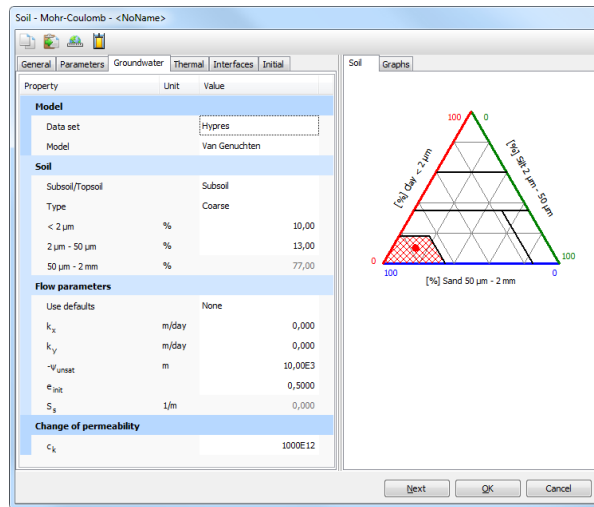 Soil - Mohr-Coulomb - <NoName>
General Parameters Groundwater Thermal Interfaces Initial
Property Unit Value
Model
Data set Hypres
Model Van Genuchten
Soil
Subsoil/Topsoil Subsoil
Type Coarse
< 2 µm % 10,00
2 µm - 50 µm % 13,00
50 µm - 2 mm % 77,00
Flow parameters
Use defaults None
kx m/day 0,000
ky m/day 0,000
-ψunsat m 10,00E3
einit 0,5000
Ss 1/m 0,000
Change of permeability
ck 1000E12
Soil Graphs
100 0
[%] Clay < 2 µm
[%] Silt 2 µm - 50 µm
0 100
100 0
[%] Sand 50 µm - 2 mm
Next OK Cancel